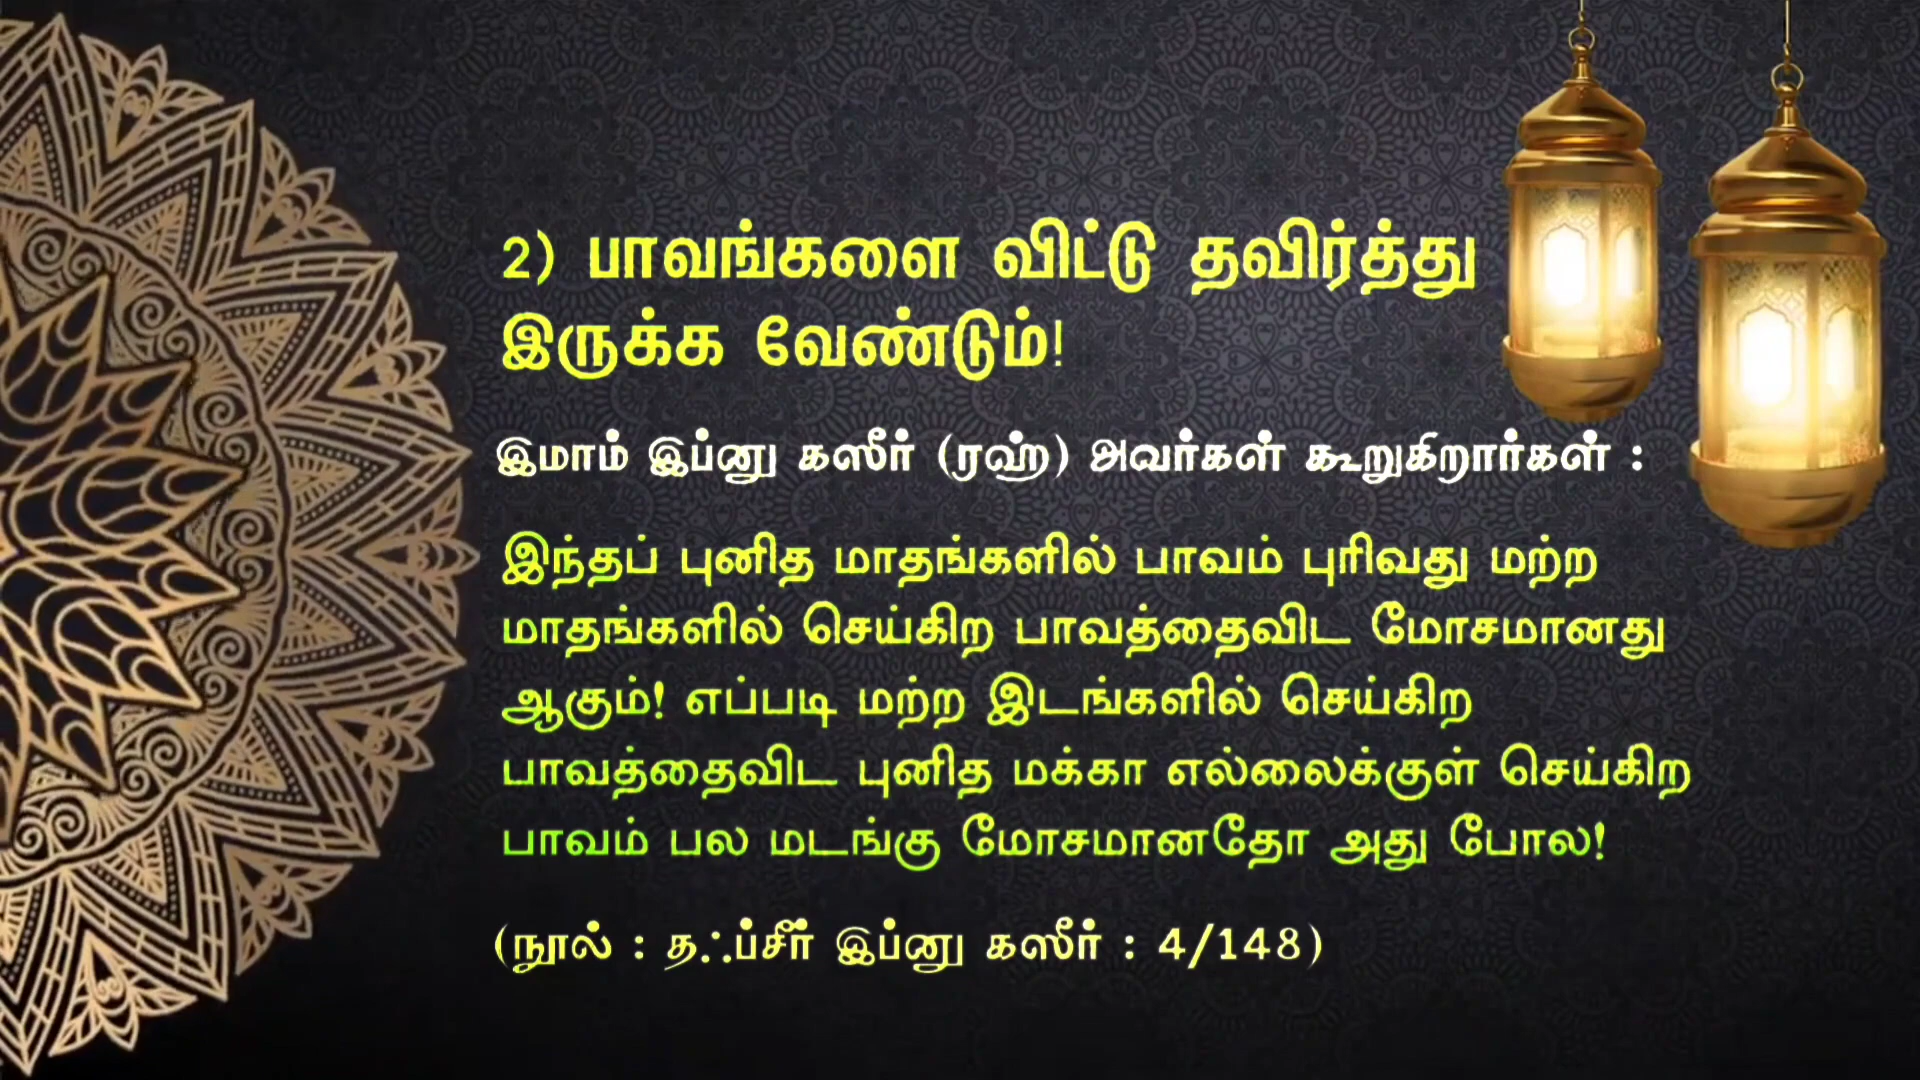 2) பாவங்களை விட்டு தவிர்த்து
இருக்க வேண்டும்!
இமாம் இப்னு கஸீர் (ரஹ்) அவர்கள் கூறுகிறார்கள் :
இந்தப் புனித மாதங்களில் பாவம் புரிவது மற்ற
மாதங்களில் செய்கிற பாவத்தைவிட மோசமானது
ஆகும்! எப்படி மற்ற இடங்களில் செய்கிற
பாவத்தைவிட புனித மக்கா எல்லைக்குள் செய்கிற
பாவம் பல மடங்கு மோசமானதோ அது போல!
(நூல் : தஃப்சீர் இப்னு கஸீர் : 4/148)